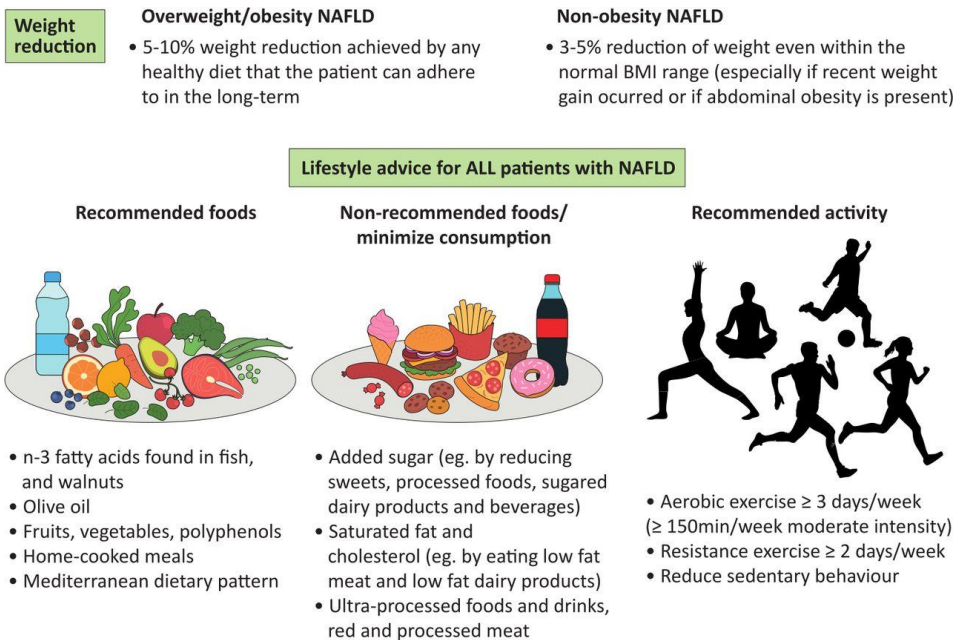 Weight
reduction
Overweight/obesity NAFLD
• 5-10% weight reduction achieved by any
healthy diet that the patient can adhere
to in the long-term
Non-obesity NAFLD
• 3-5% reduction of weight even within the
normal BMI range (especially if recent weight
gain ocurred or if abdominal obesity is present)
Lifestyle advice for ALL patients with NAFLD
Recommended foods
• n-3 fatty acids found in fish,
and walnuts
• Olive oil
• Fruits, vegetables, polyphenols
• Home-cooked meals
• Mediterranean dietary pattern
Non-recommended foods/
minimize consumption
• Added sugar (eg. by reducing
sweets, processed foods, sugared
dairy products and beverages)
• Saturated fat and
cholesterol (eg. by eating low fat
meat and low fat dairy products)
• Ultra-processed foods and drinks,
red and processed meat
Recommended activity
• Aerobic exercise ≥ 3 days/week
(≥ 150min/week moderate intensity)
• Resistance exercise ≥ 2 days/week
• Reduce sedentary behaviour